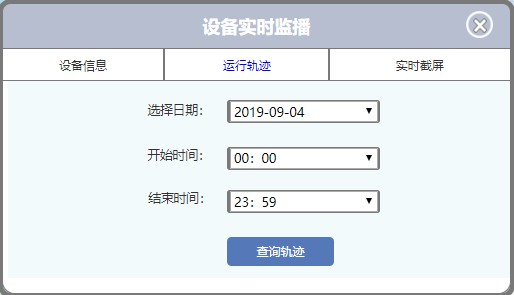 设备实时监播
设备信息 运行轨迹 实时截屏
选择日期: 2019-09-04
开始时间: 00: 00
结束时间: 23: 59
查询轨迹